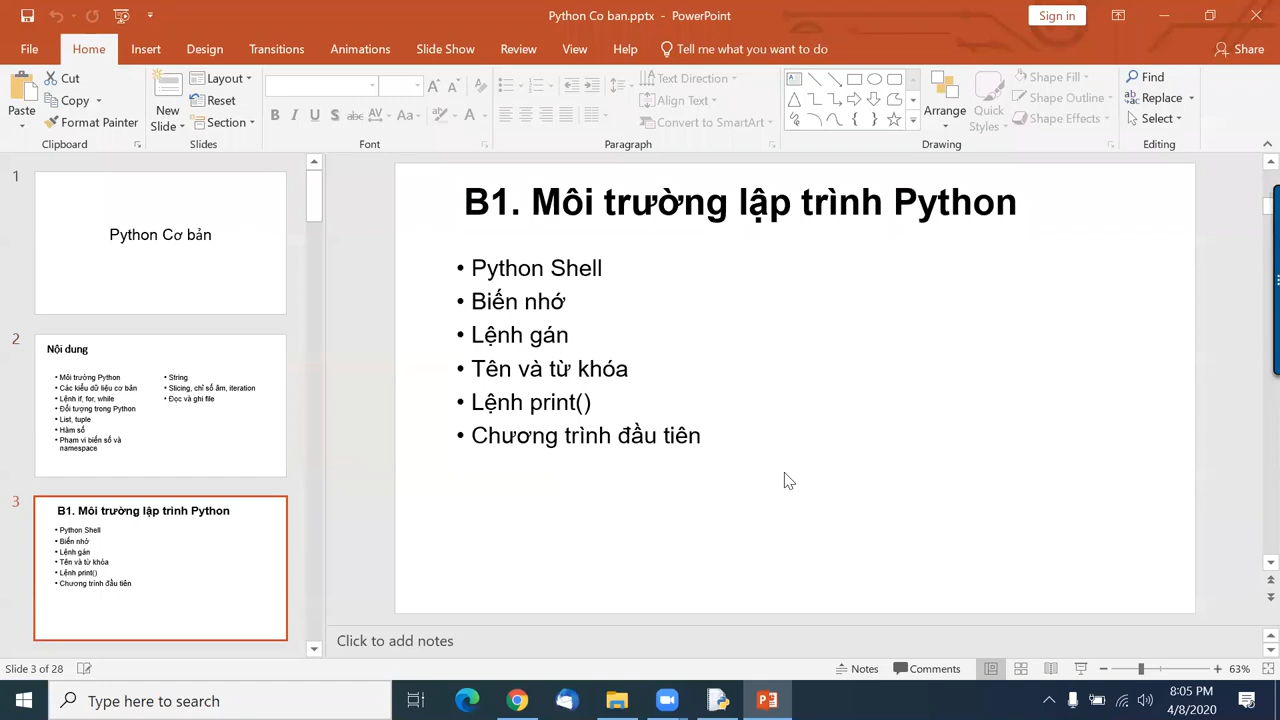 Python Cơ ban.pptx - PowerPoint
Sign in
File Home Insert Design Transitions Animations Slide Show Review View Help Tell me what you want to do Share
Paste
Cut
Copy
Format Painter
Clipboard
New Slide
Layout
Reset
Section
Slides
B I U S abc AV Aa A
Font
Text Direction
Align Text
Convert to SmartArt
Paragraph
Arrange
Quick Styles
Shape Fill
Shape Outline
Shape Effects
Drawing
Find
Replace
Select
Editing
1
Python Cơ bản
2
Nội dung
• Môi trường Python
• Các kiểu dữ liệu cơ bản
• Lệnh if, for, while
• Đối tượng trong Python
• List, tuple
• Hàm số
• Phạm vi biến số và
namespace
• String
• Slicing, chỉ số âm, iteration
• Đọc và ghi file
3
B1. Môi trường lập trình Python
• Python Shell
• Biến nhớ
• Lệnh gán
• Tên và từ khóa
• Lệnh print()
• Chương trình đầu tiên
B1. Môi trường lập trình Python
• Python Shell
• Biến nhớ
• Lệnh gán
• Tên và từ khóa
• Lệnh print()
• Chương trình đầu tiên
Click to add notes
Slide 3 of 28
Notes Comments 63%
Type here to search
8:05 PM
4/8/2020